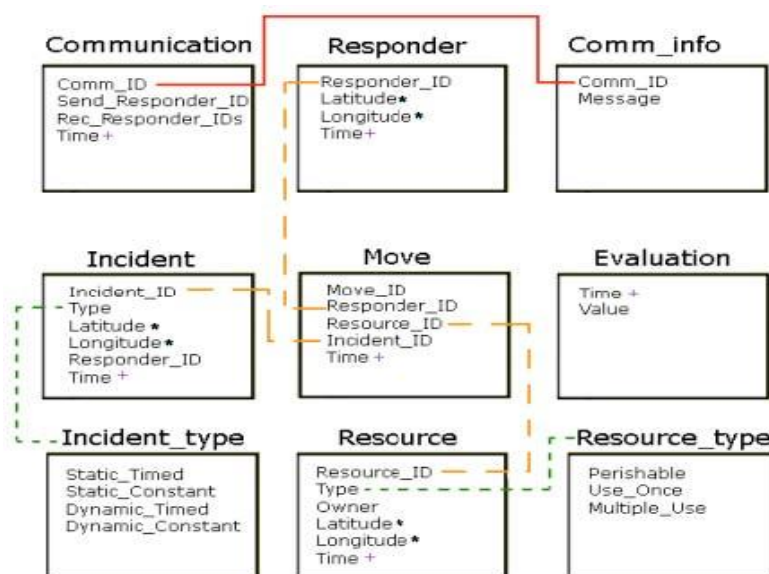 Communication
Comm_ID
Send_Responder_ID
Rec_Responder_IDs
Time +
Responder
Responder_ID
Latitude*
Longitude*
Time+
Comm_info
Comm_ID
Message
Incident
Incident_ID
Type
Latitude *
Longitude*
Responder_ID
Time +
Move
Move_ID
Responder_ID
Resource_ID
Incident_ID
Time +
Evaluation
Time +
Value
Incident_type
Static_Timed
Static_Constant
Dynamic_Timed
Dynamic_Constant
Resource
Resource_ID
Type
Owner
Latitude*
Longitude*
Time +
Resource_type
Perishable
Use_Once
Multiple_Use